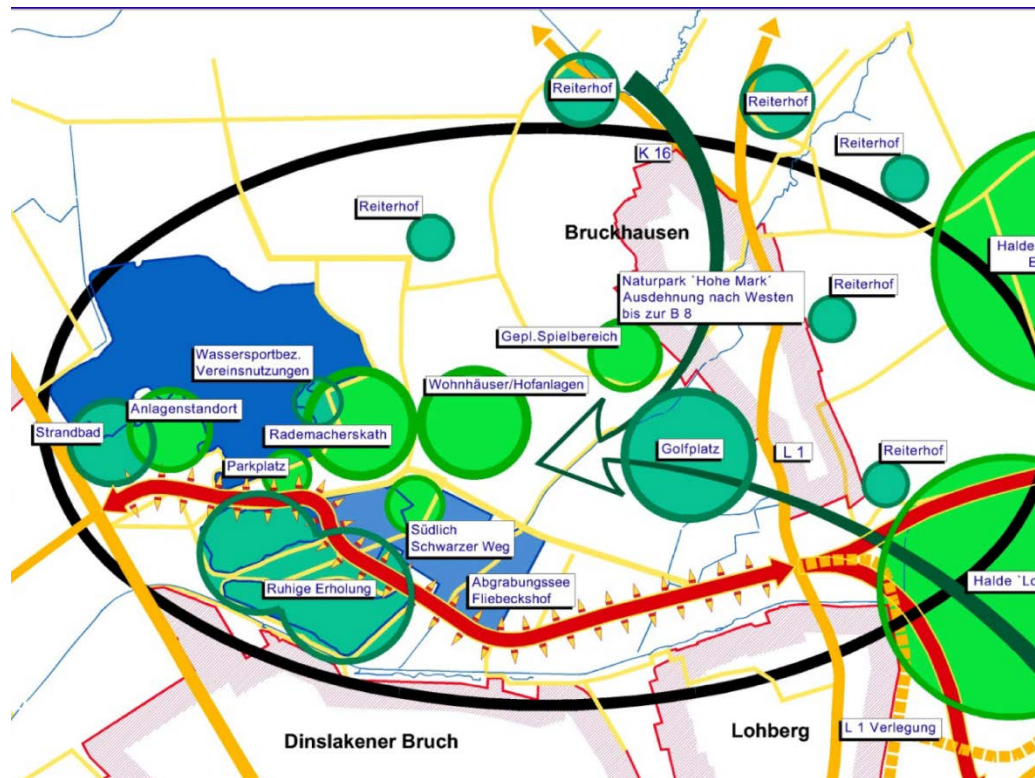 Reiterhof
Reiterhof
K 16
Reiterhof
Reiterhof
Bruckhausen
Halde
Naturpark `Hohe Mark´
Ausdehnung nach Westen
bis zur B 8
Reiterhof
Gepl.Spielbereich
Wassersportbez.
Vereinsnutzungen
Wohnhäuser/Hofanlagen
Anlagenstandort
Strandbad
Rademacherskath
Golfplatz
L 1
Parkplatz
Reiterhof
Südlich
Schwarzer Weg
Ruhige Erholung
Abgrabungssee
Fliebeckshof
Halde `Lo
Dinslakener Bruch
Lohberg
L 1 Verlegung